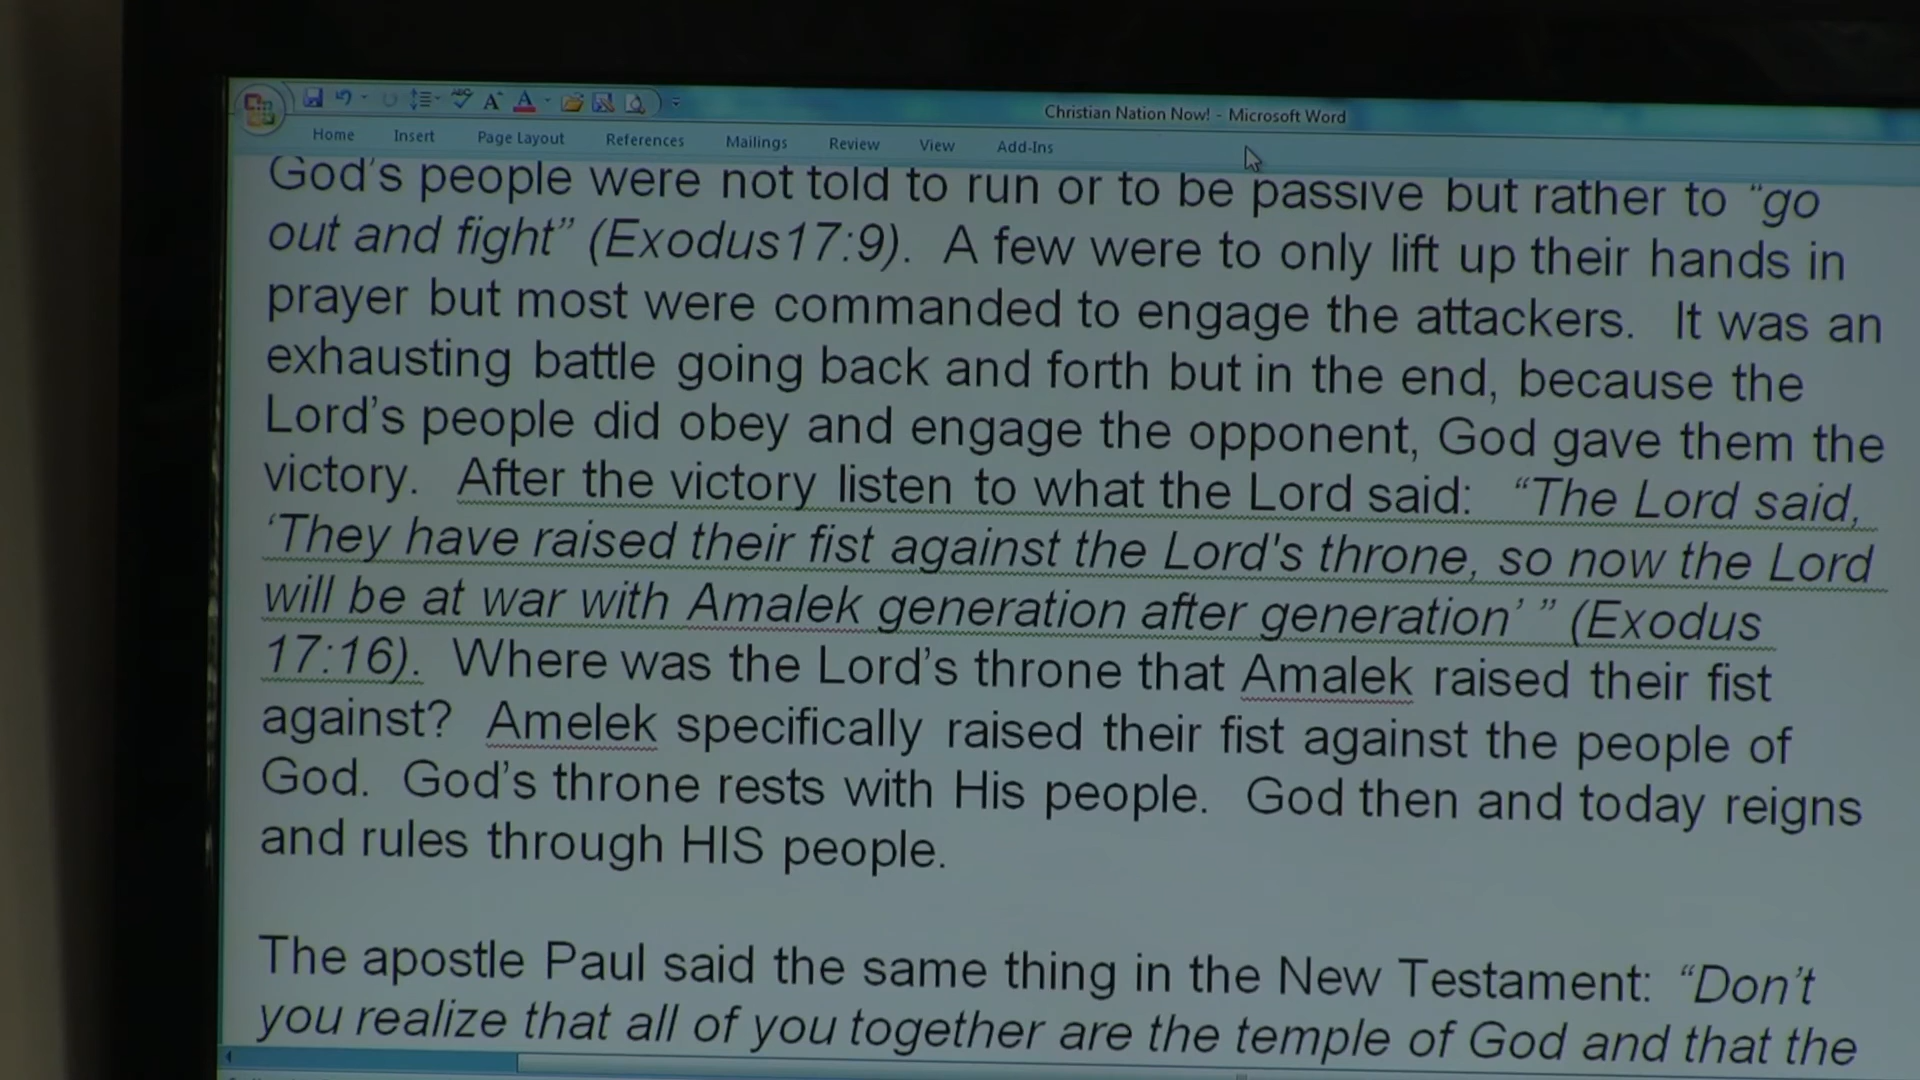 Christian Nation Now! - Microsoft Word
Home Insert Page Layout References Mailings Review View Add-Ins
God's people were not told to run or to be passive but rather to “go
out and fight” (Exodus17:9). A few were to only lift up their hands in
prayer but most were commanded to engage the attackers. It was an
exhausting battle going back and forth but in the end, because the
Lord’s people did obey and engage the opponent, God gave them the
victory. After the victory listen to what the Lord said: “The Lord said,
‘They have raised their fist against the Lord's throne, so now the Lord
will be at war with Amalek generation after generation’ ” (Exodus
17:16). Where was the Lord’s throne that Amalek raised their fist
against? Amelek specifically raised their fist against the people of
God. God’s throne rests with His people. God then and today reigns
and rules through HIS people.
The apostle Paul said the same thing in the New Testament: “Don’t
you realize that all of you together are the temple of God and that the